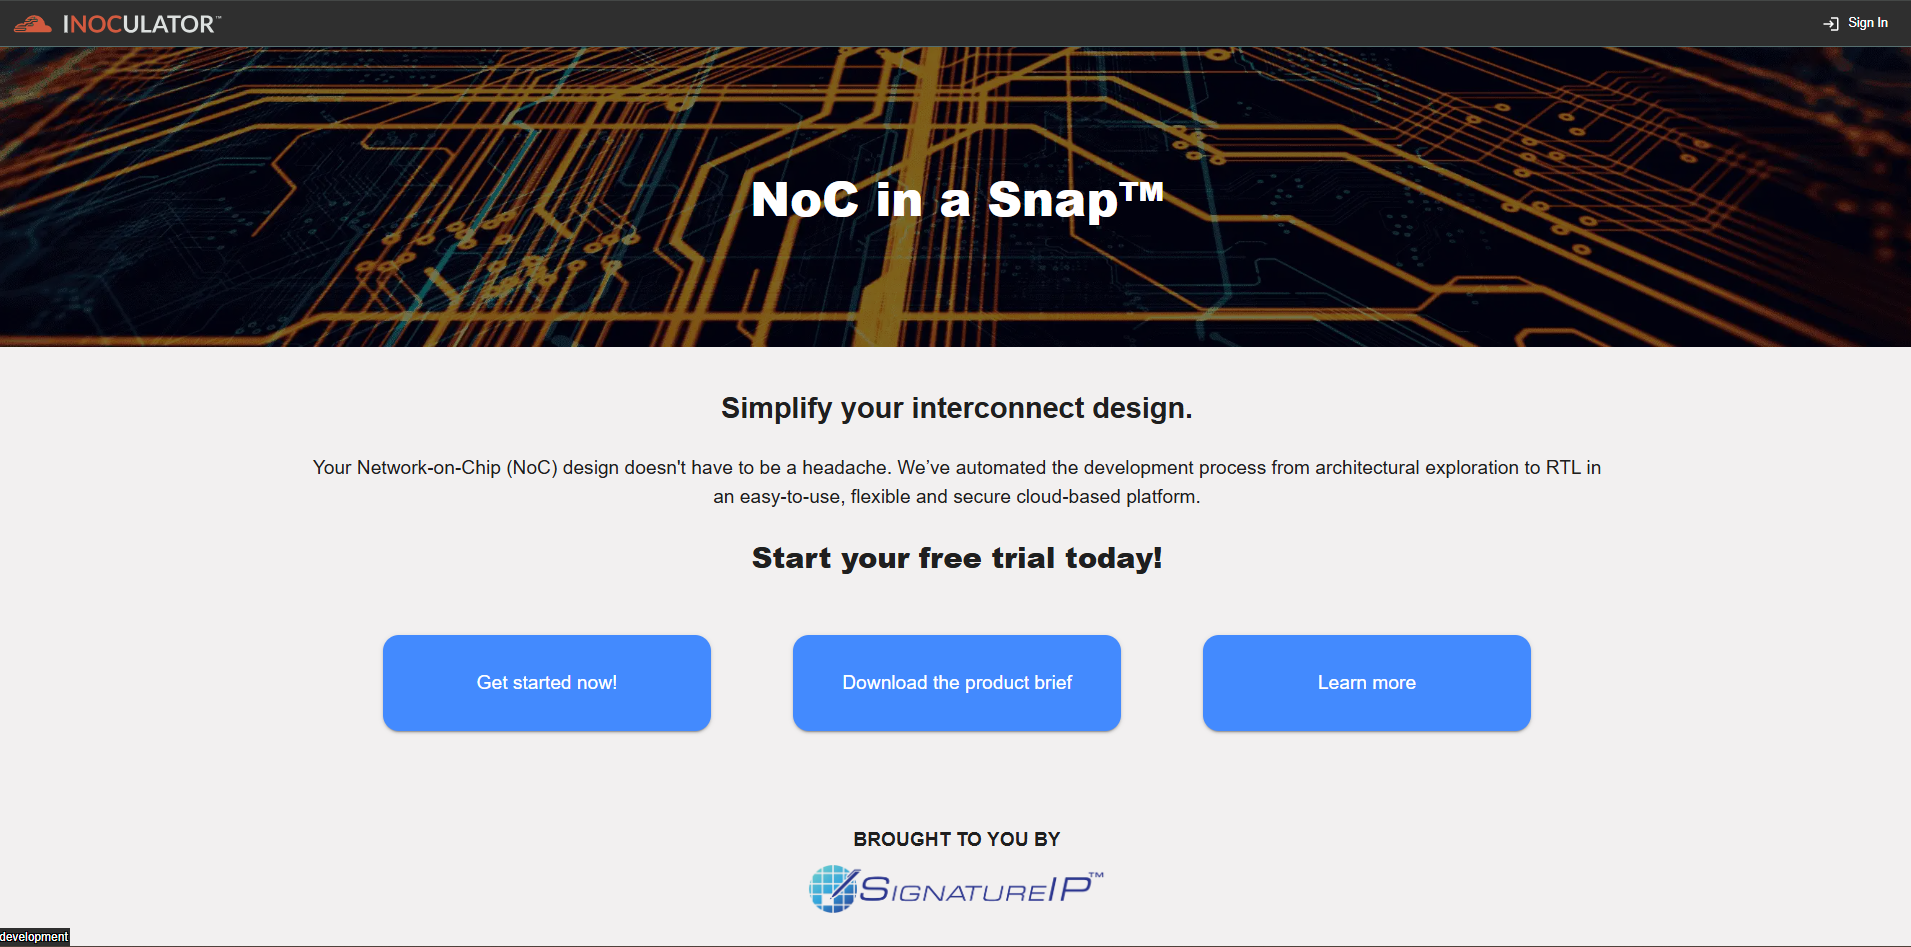 INOCULATOR™
Sign In
NoC in a Snap™
Simplify your interconnect design.
Your Network-on-Chip (NoC) design doesn't have to be a headache. We’ve automated the development process from architectural exploration to RTL in
an easy-to-use, flexible and secure cloud-based platform.
Start your free trial today!
Get started now!
Download the product brief
Learn more
BROUGHT TO YOU BY
SIGNATUREIP™
development